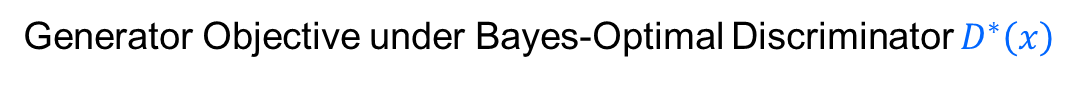 Generator Objective under Bayes-Optimal Discriminator D*(x)